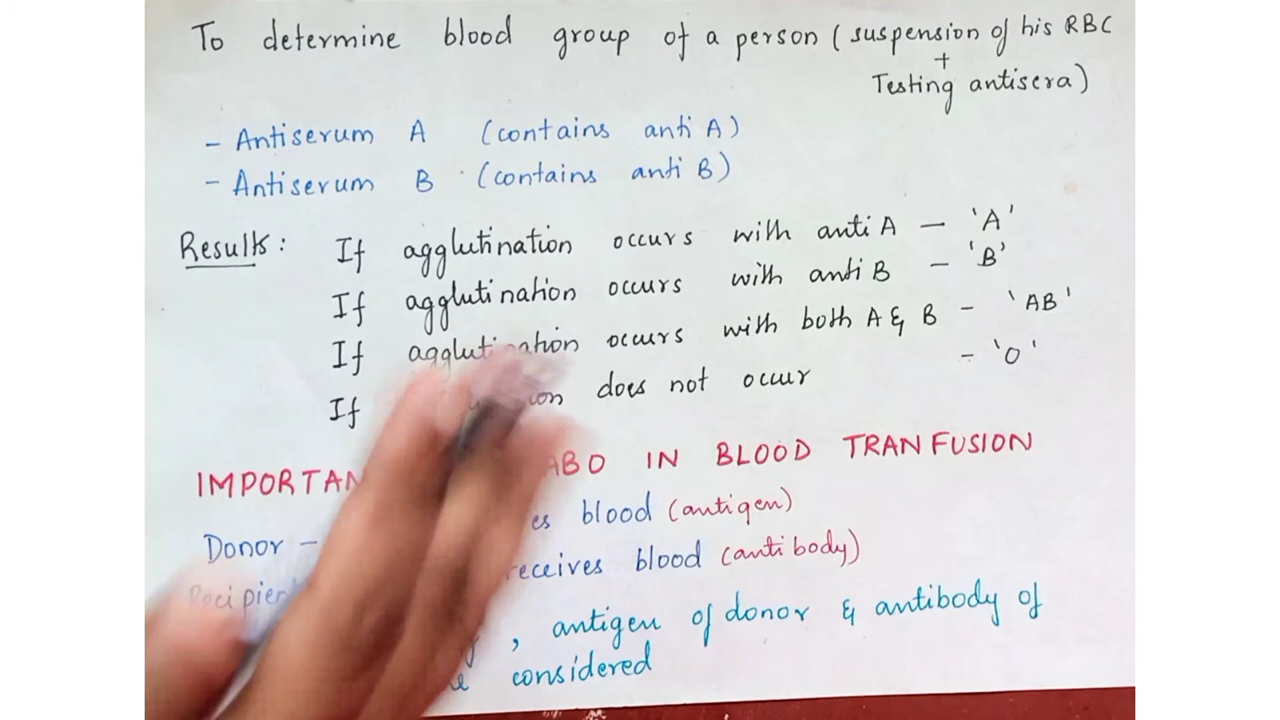 To determine blood group of a person (suspension of his RBC
+
Testing antisera)
- Antiserum A (contains anti A)
- Antiserum B (contains anti B)
Results: If agglutination occurs with anti A - 'A'
If agglutination occurs with anti B - 'B'
If agglutination occurs with both A & B - 'AB'
If does not occur - 'O'
ABO IN BLOOD TRANFUSION
Donor - blood (antigen)
receives blood (antibody)
, antigen of donor & antibody of
considered